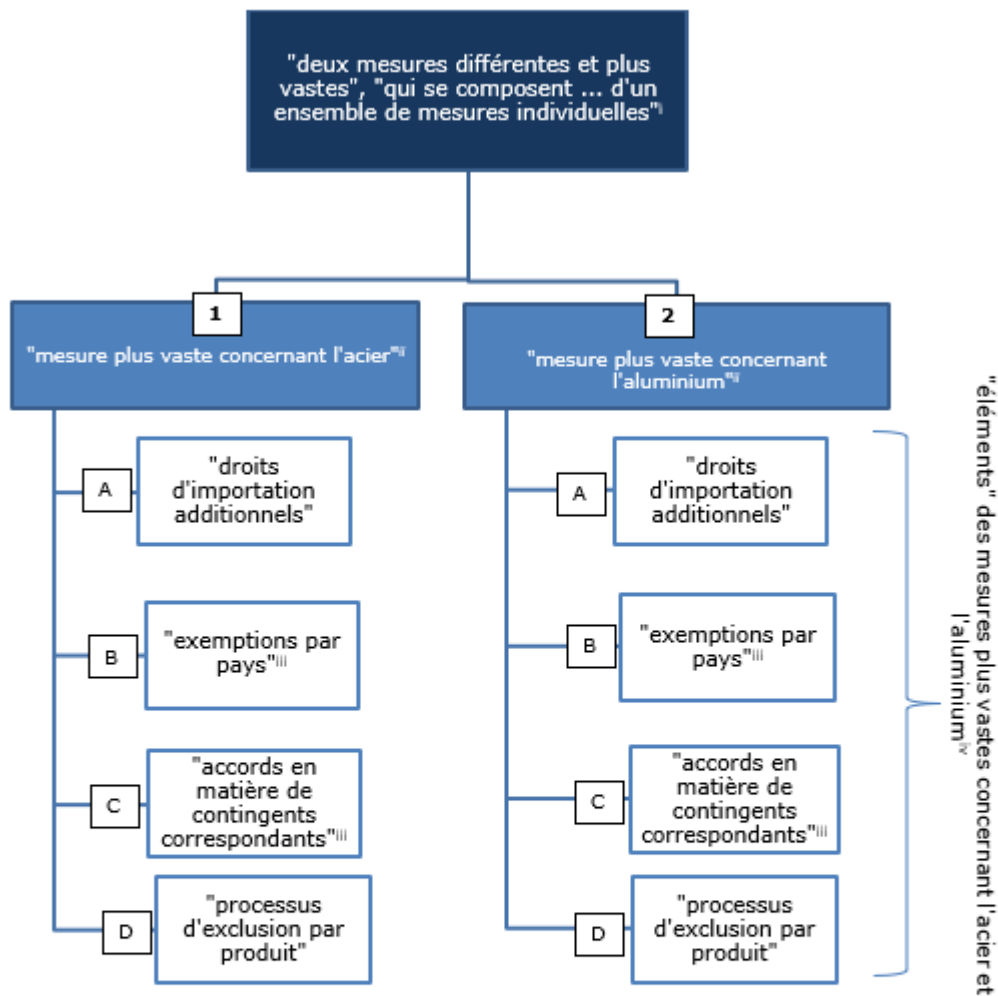 "deux mesures différentes et plus
vastes", "qui se composent ... d'un
ensemble de mesures individuelles"ⁱ
1
"mesure plus vaste concernant l'acier"ⁱⁱ
A
"droits
d'importation
additionnels"
B
"exemptions par
pays"ⁱⁱⁱ
C
"accords en
matière de
contingents
correspondants"ⁱⁱⁱ
D
"processus
d'exclusion par
produit"
2
"mesure plus vaste concernant
l'aluminium"ⁱⁱ
A
"droits
d'importation
additionnels"
B
"exemptions par
pays"ⁱⁱⁱ
C
"accords en
matière de
contingents
correspondants"ⁱⁱⁱ
D
"processus
d'exclusion par
produit"
"éléments" des mesures plus vastes concernant l'acier et
l'aluminiumⁱᵛ